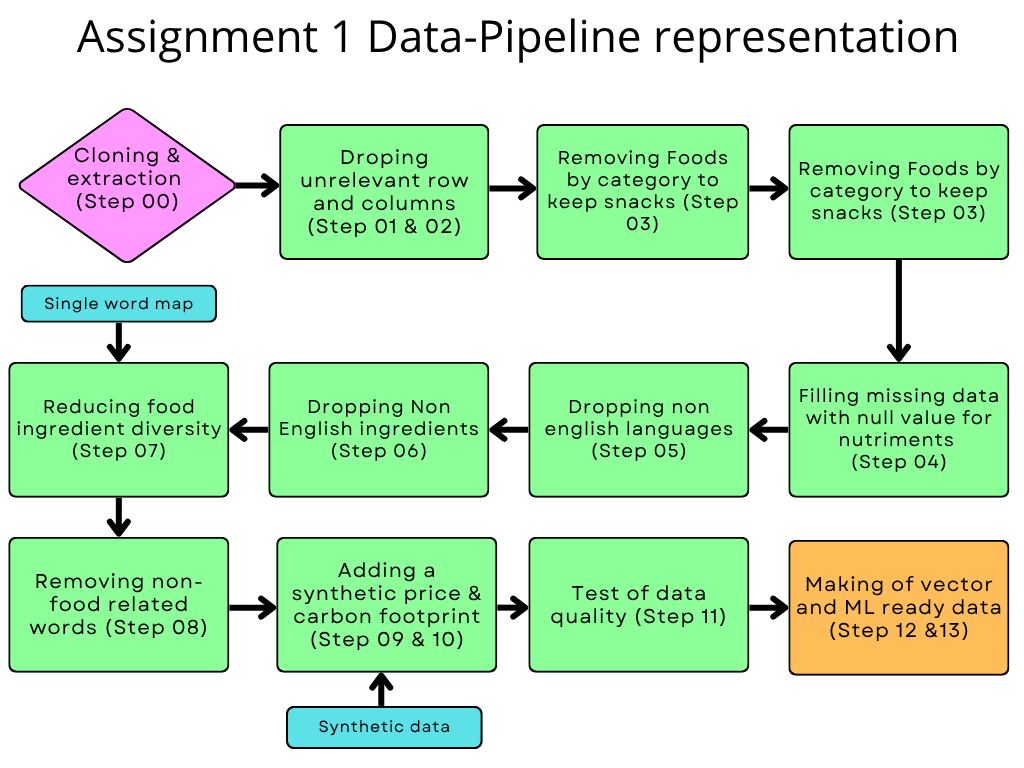 Assignment 1 Data-Pipeline representation
Cloning &
extraction
(Step 00)
Droping
unrelevant row
and columns
(Step 01 & 02)
Removing Foods
by category to
keep snacks (Step
03)
Removing Foods by
category to keep
snacks (Step 03)
Single word map
Reducing food
ingredient diversity
(Step 07)
Dropping Non
English ingredients
(Step 06)
Dropping non
english languages
(Step 05)
Filling missing data
with null value for
nutriments
(Step 04)
Removing non-
food related
words (Step 08)
Adding a
synthetic price &
carbon footprint
(Step 09 & 10)
Test of data
quality (Step 11)
Making of vector
and ML ready data
(Step 12 &13)
Synthetic data